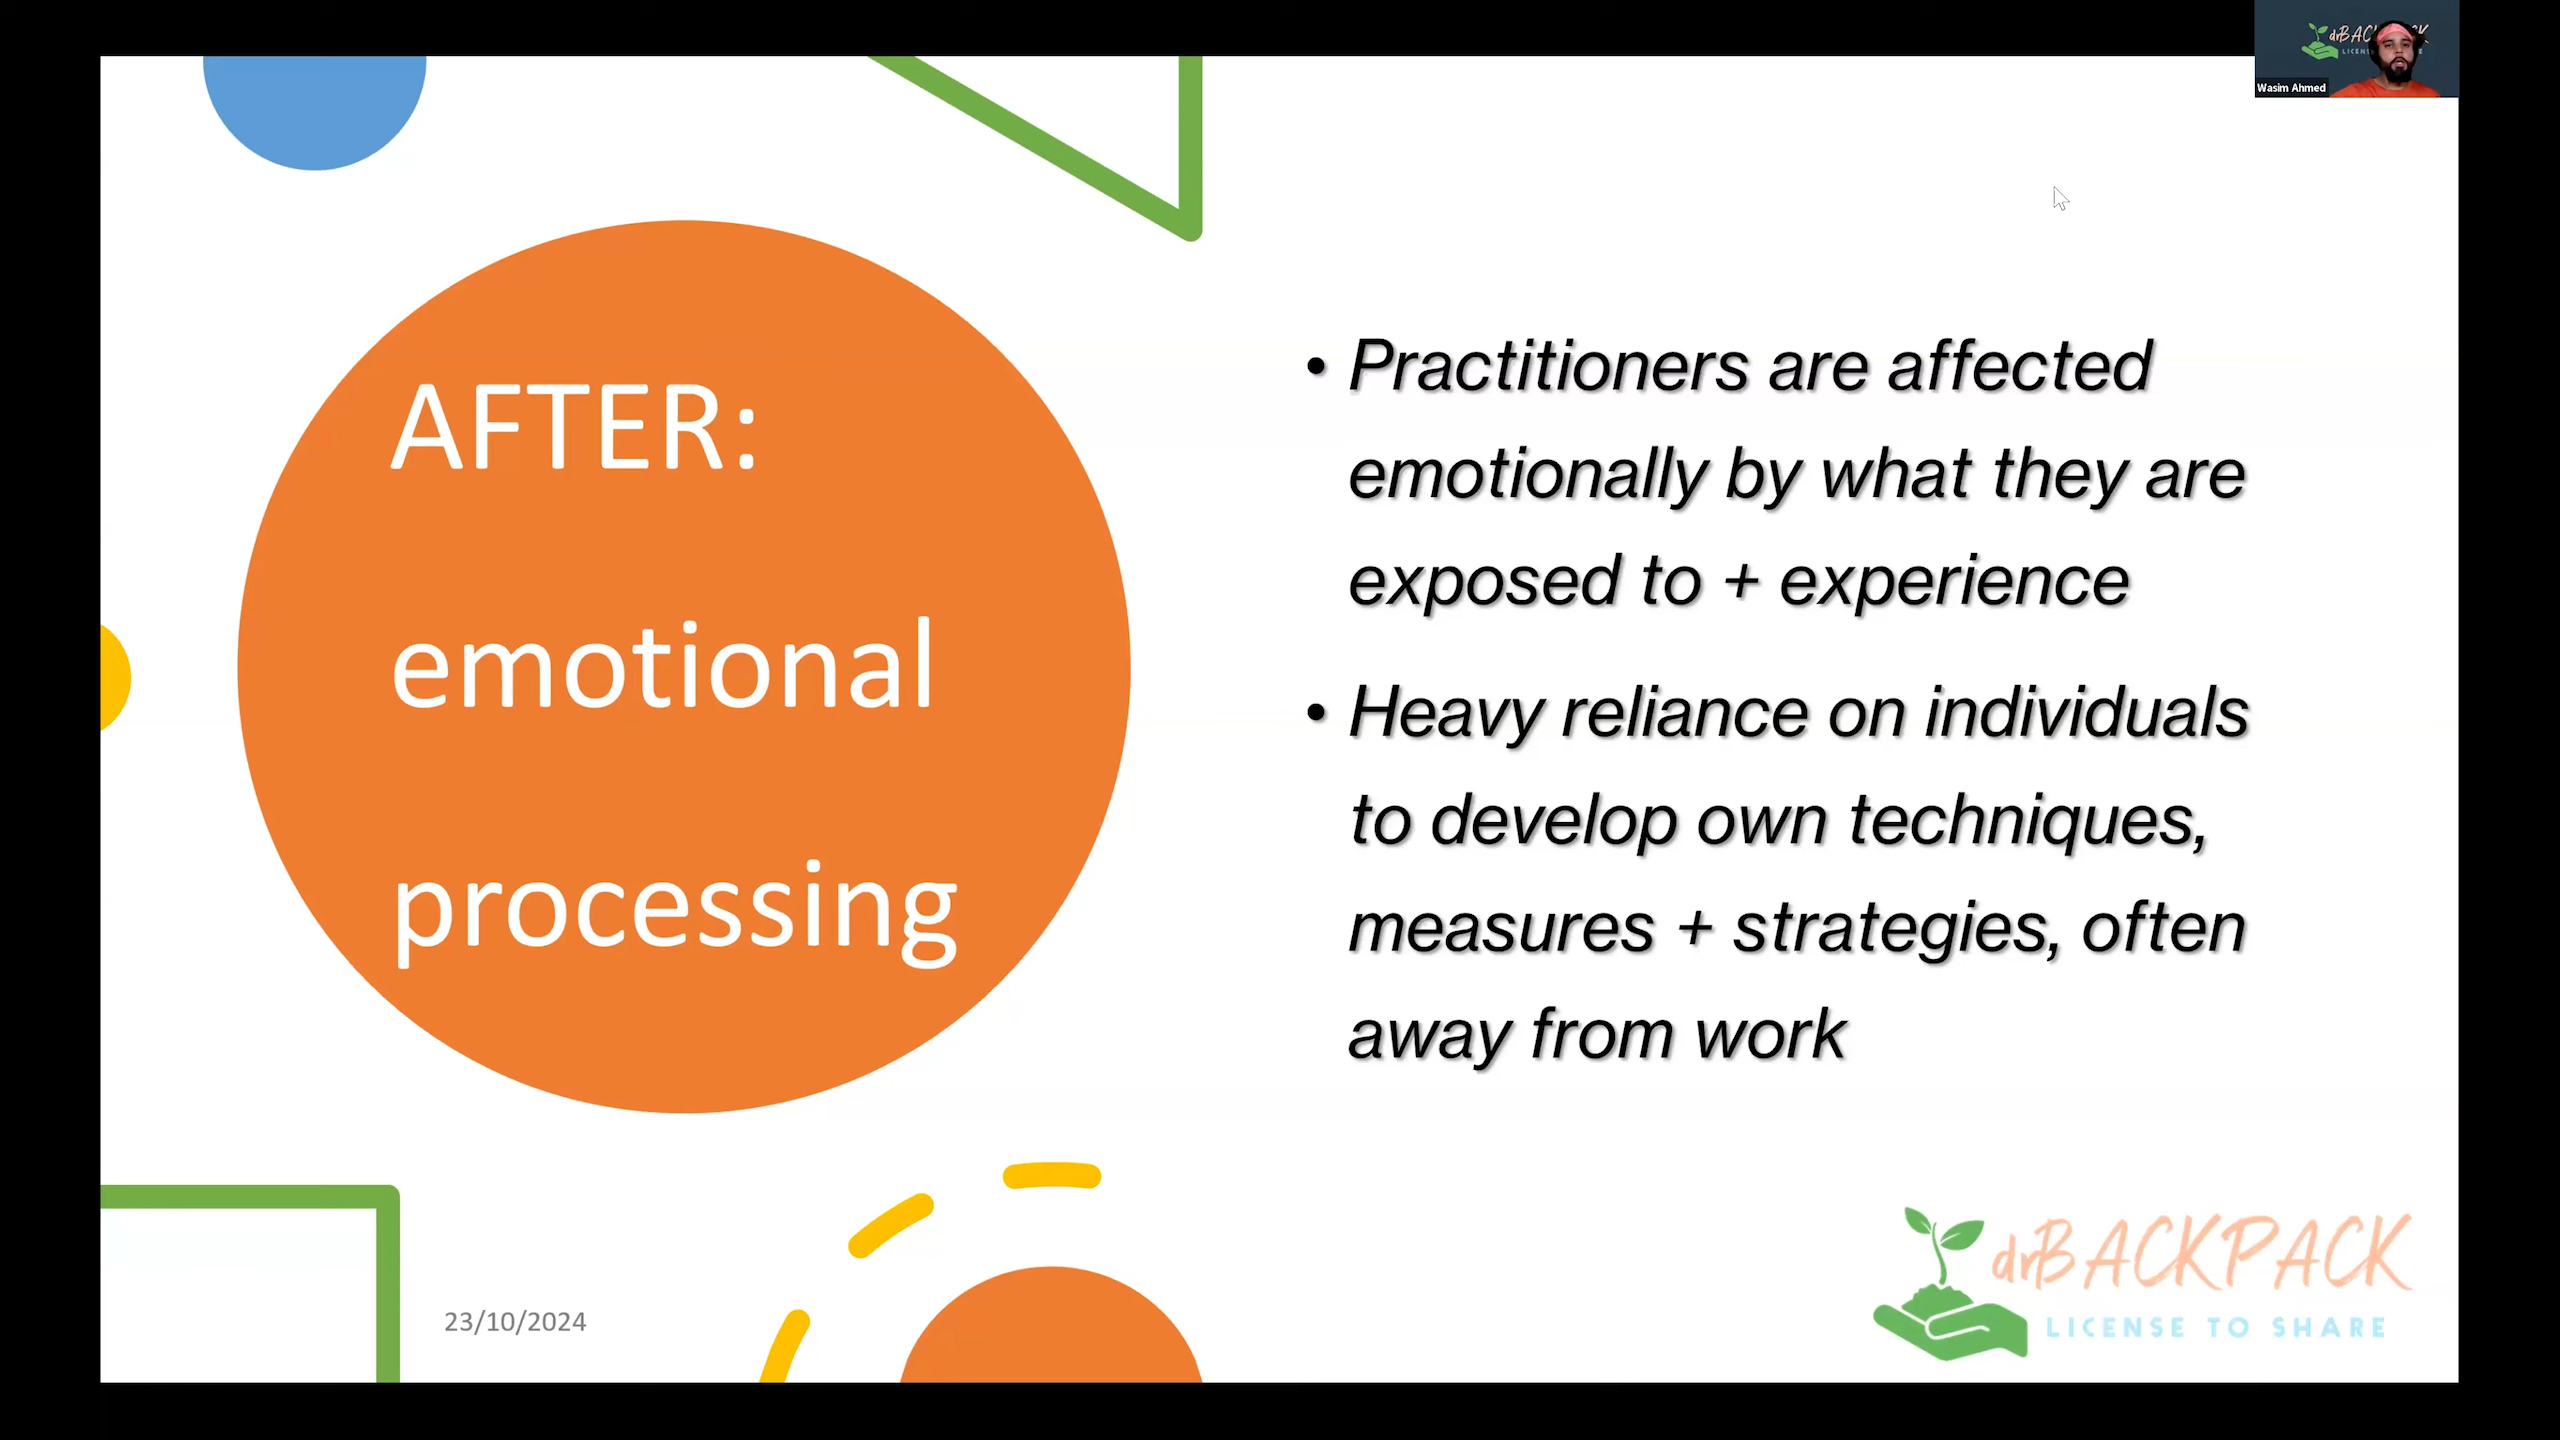 AFTER:
emotional
processing
• Practitioners are affected
emotionally by what they are
exposed to + experience
• Heavy reliance on individuals
to develop own techniques,
measures + strategies, often
away from work
23/10/2024
drBACKPACK
LICENSE TO SHARE
Wasim Ahmed